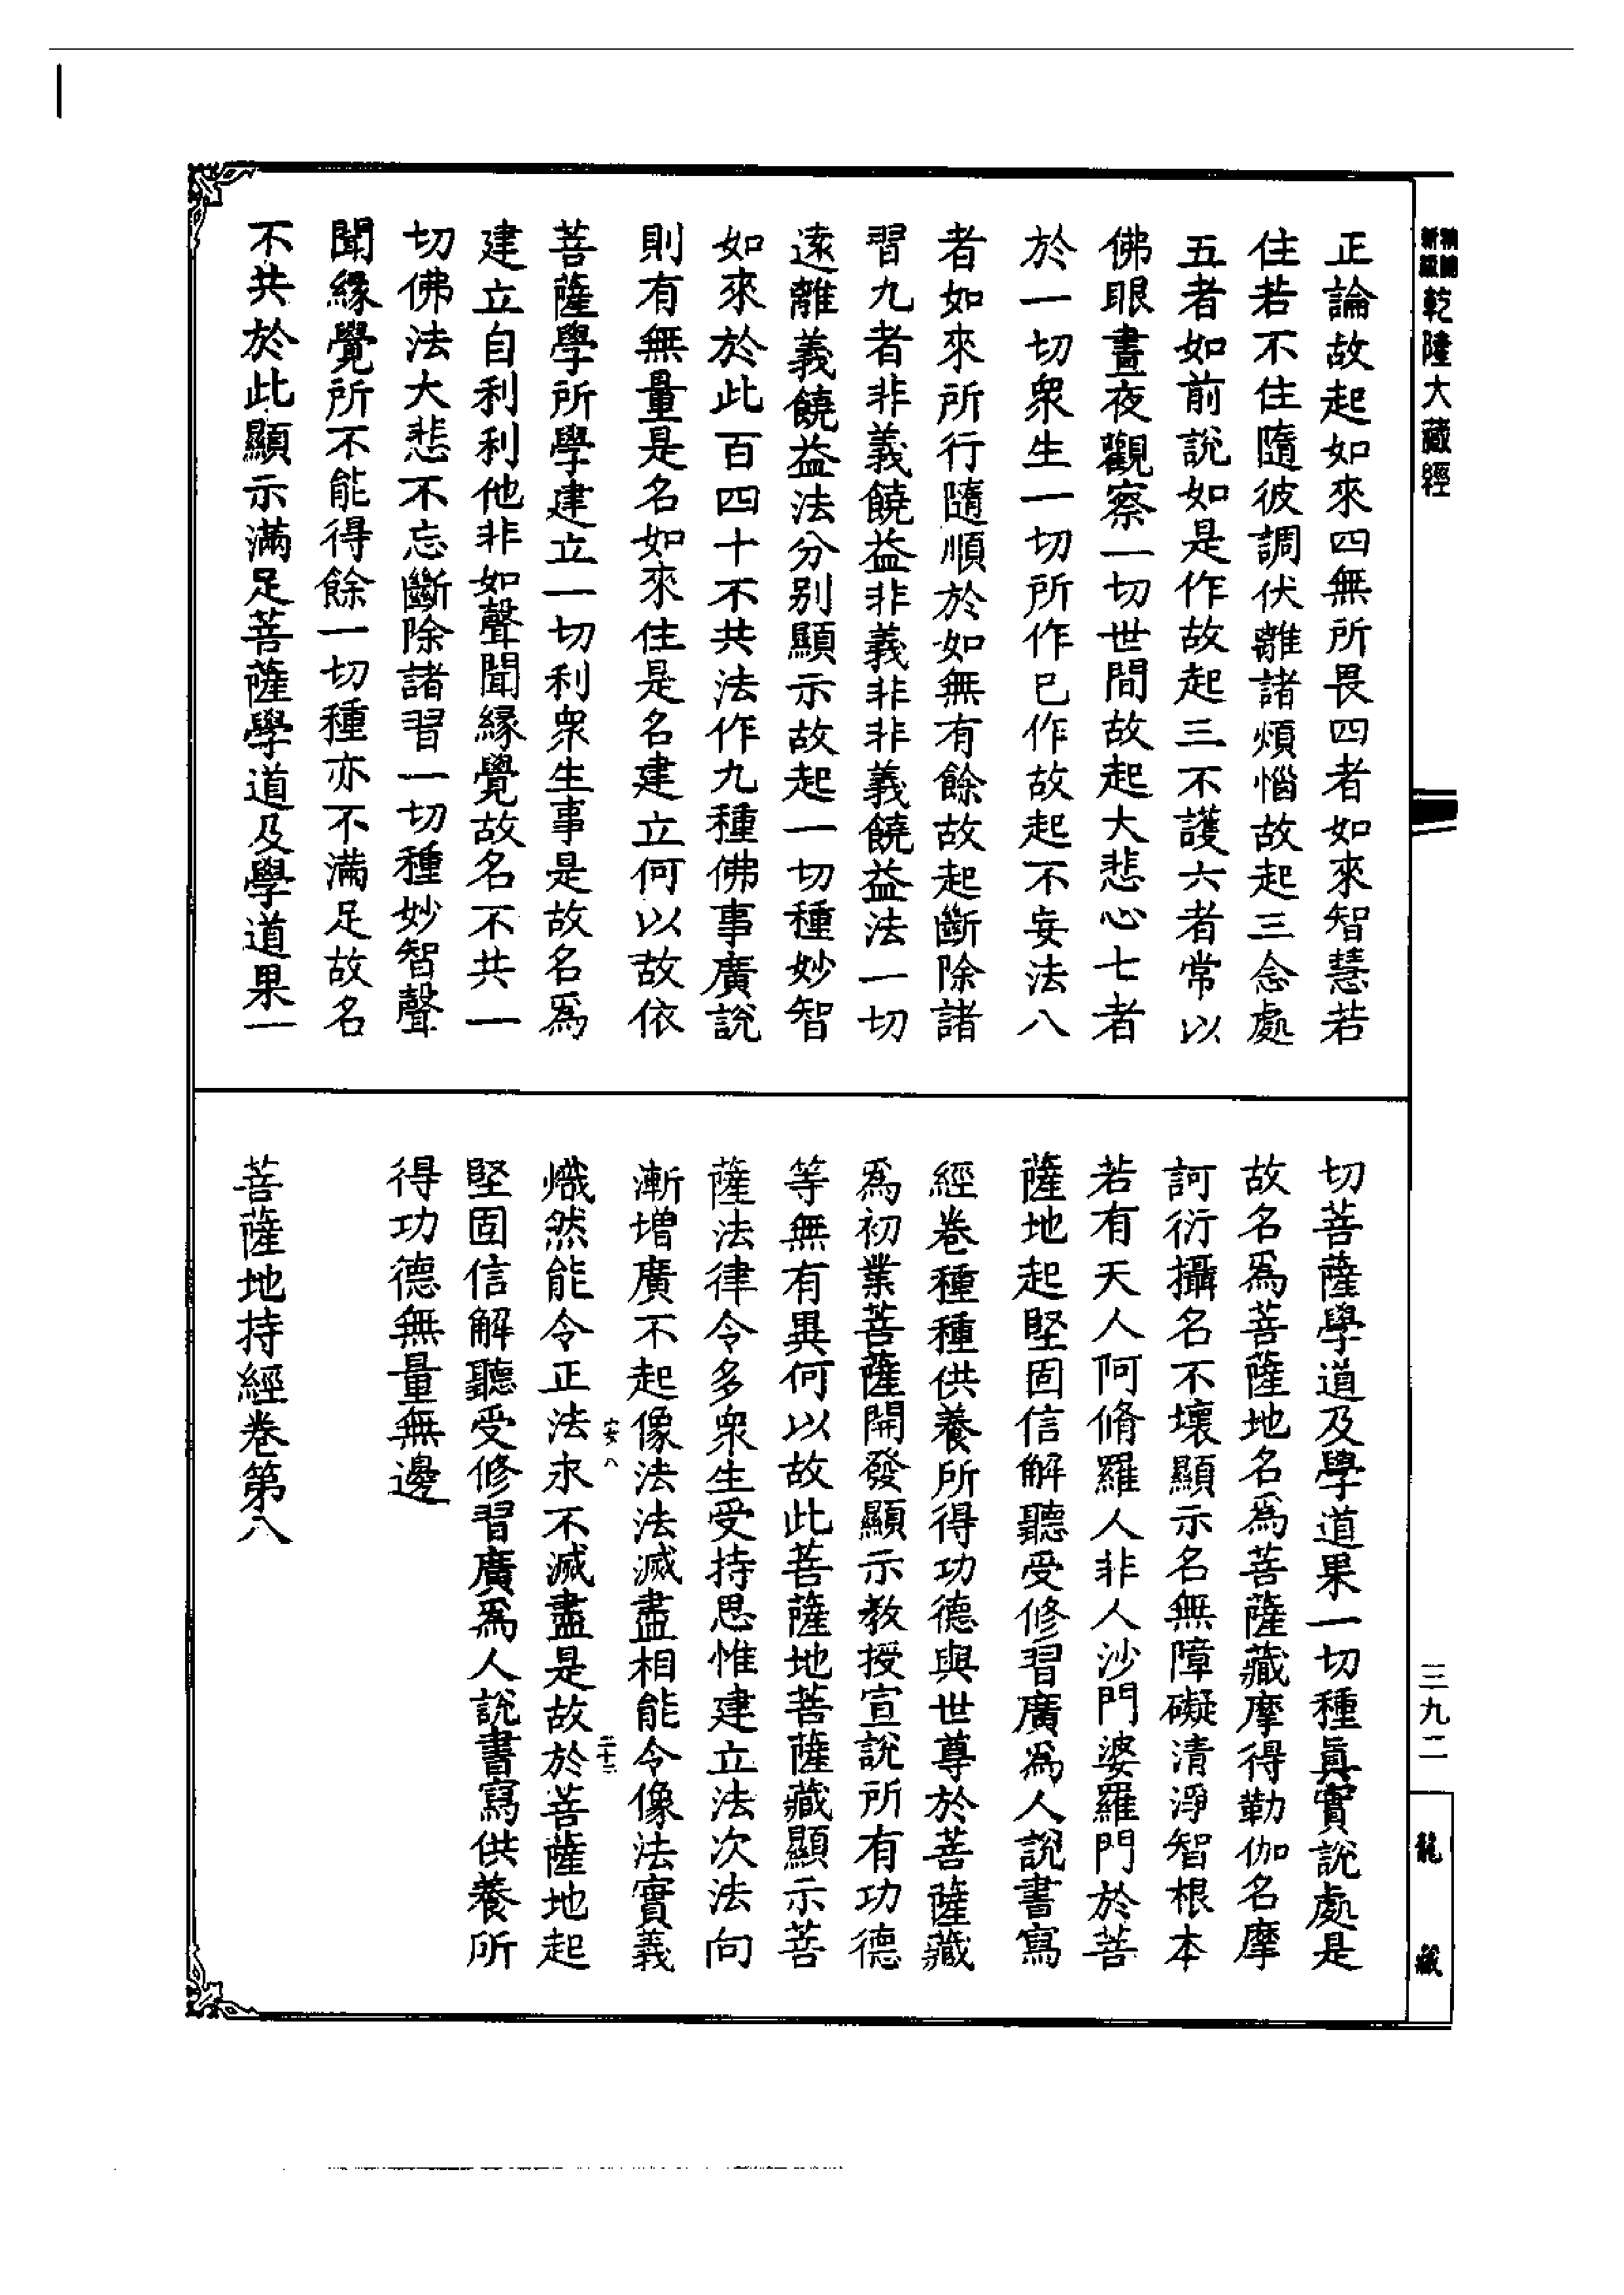 新版
乾隆大藏經
正論故起如來四無所畏四者如來智慧若
住若不住隨彼調伏離諸煩惱故起三念處
五者如前說如是作故起三不護六者常以
佛眼晝夜觀察一切世間故起大悲心七者
於一切衆生一切所作已作故起不妄法八
者如來所行隨順於如無有餘故起斷除諸
習九者非義饒益非義非非義饒益法一切
遠離義饒益法分別顯示故起一切種妙智
如來於此百四十不共法作九種佛事廣說
則有無量是名如來住是名建立何以故依
菩薩學所學建立一切利衆生事是故名爲
建立自利利他非如聲聞緣覺故名不共一
切佛法大悲不忘斷除諸習一切種妙智聲
聞緣覺所不能得餘一切種亦不滿足故名
不共於此顯示滿足菩薩學道及學道果一
切菩薩學道及學道果一切種眞實說處是
故名爲菩薩地名爲菩薩藏摩得勒伽名摩
訶衍攝名不壞顯示名無障礙清淨智根本
若有天人阿脩羅人非人沙門婆羅門於菩
薩地起堅固信解聽受修習廣爲人說書寫
經卷種種供養所得功德與世尊於菩薩藏
爲初業菩薩開發顯示教授宣說所有功德
等無有異何以故此菩薩地菩薩藏顯示菩
薩法律令多衆生受持思惟建立法次法向
漸增廣不起像法法滅盡相能令像法實義
安八
二十二
熾然能令正法永不滅盡是故於菩薩地起
堅固信解聽受修習廣爲人說書寫供養所
得功德無量無邊
菩薩地持經卷第八
三九二
龍藏